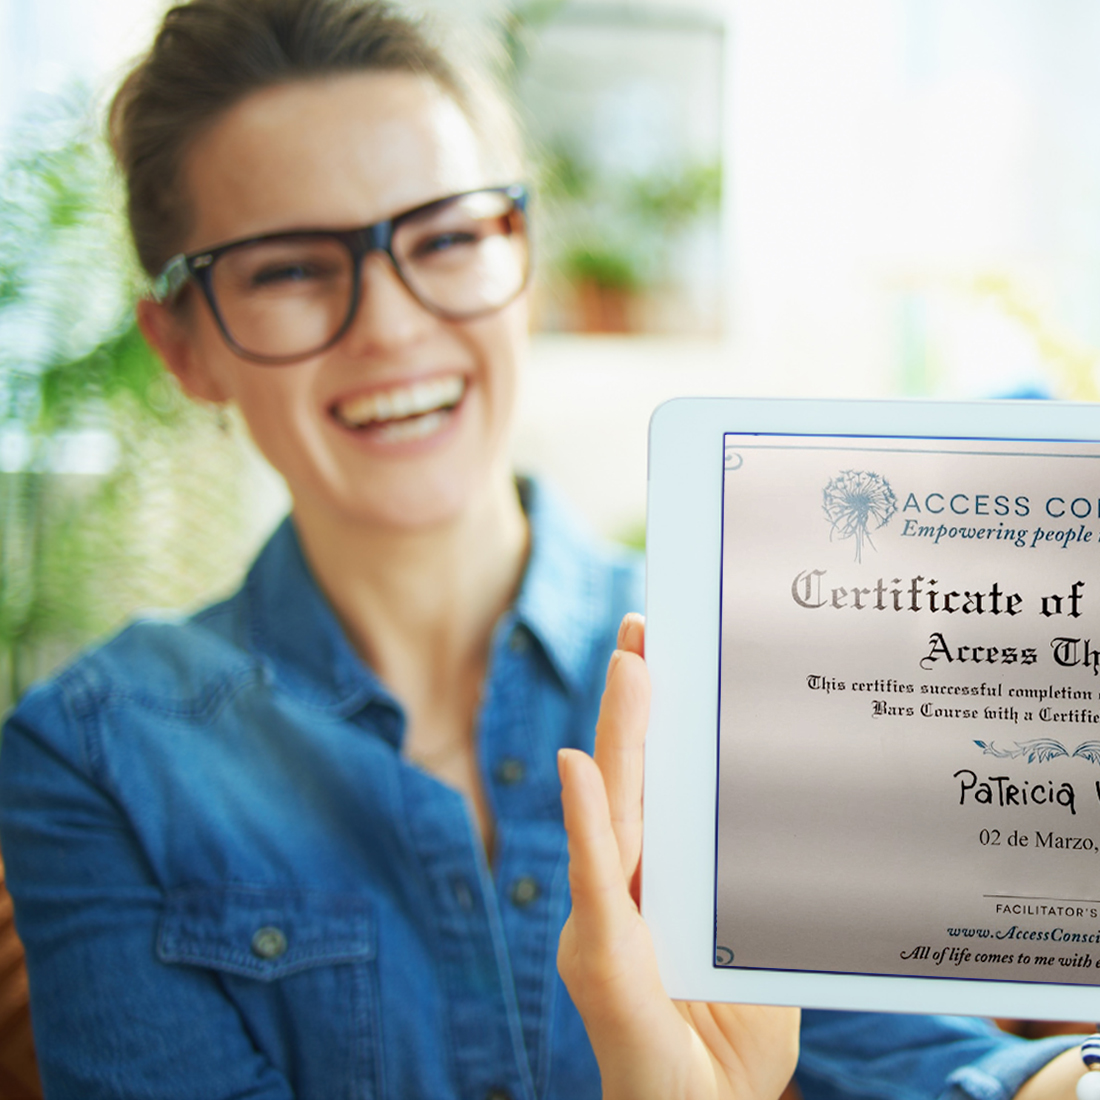 ACCESS CO
Empowering people
Certificate of
Access Th
This certifies successful completion
Bars Course with a Certifie
Patricia
02 de Marzo,
FACILITATOR'S
www.AccessConsci
All of life comes to me with e